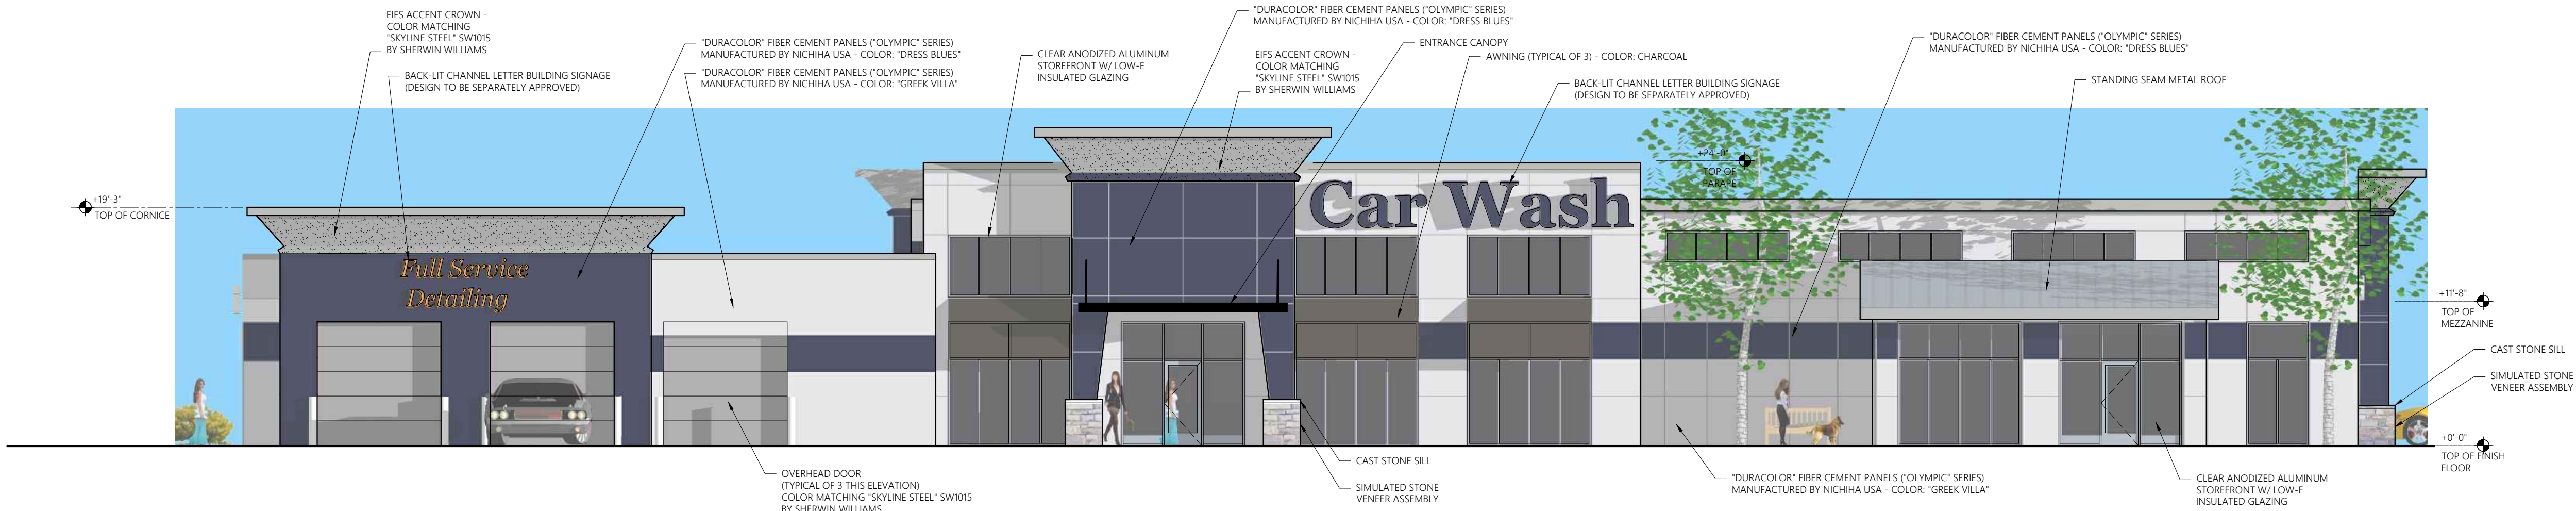 EIFS ACCENT CROWN -
COLOR MATCHING
"SKYLINE STEEL" SW1015
BY SHERWIN WILLIAMS
BACK-LIT CHANNEL LETTER BUILDING SIGNAGE
(DESIGN TO BE SEPARATELY APPROVED)
"DURACOLOR" FIBER CEMENT PANELS ("OLYMPIC" SERIES)
MANUFACTURED BY NICHIHA USA - COLOR: "DRESS BLUES"
"DURACOLOR" FIBER CEMENT PANELS ("OLYMPIC" SERIES)
MANUFACTURED BY NICHIHA USA - COLOR: "GREEK VILLA"
CLEAR ANODIZED ALUMINUM
STOREFRONT W/ LOW-E
INSULATED GLAZING
"DURACOLOR" FIBER CEMENT PANELS ("OLYMPIC" SERIES)
MANUFACTURED BY NICHIHA USA - COLOR: "DRESS BLUES"
EIFS ACCENT CROWN -
COLOR MATCHING
"SKYLINE STEEL" SW1015
BY SHERWIN WILLIAMS
ENTRANCE CANOPY
AWNING (TYPICAL OF 3) - COLOR: CHARCOAL
BACK-LIT CHANNEL LETTER BUILDING SIGNAGE
(DESIGN TO BE SEPARATELY APPROVED)
"DURACOLOR" FIBER CEMENT PANELS ("OLYMPIC" SERIES)
MANUFACTURED BY NICHIHA USA - COLOR: "DRESS BLUES"
STANDING SEAM METAL ROOF
+19'-3"
TOP OF CORNICE
+24'-0"
TOP OF
PARAPET
Car Wash
Full Service
Detailing
+11'-8"
TOP OF
MEZZANINE
CAST STONE SILL
SIMULATED STONE
VENEER ASSEMBLY
+0'-0"
TOP OF FINISH
FLOOR
OVERHEAD DOOR
(TYPICAL OF 3 THIS ELEVATION)
COLOR MATCHING "SKYLINE STEEL" SW1015
BY SHERWIN WILLIAMS
CAST STONE SILL
SIMULATED STONE
VENEER ASSEMBLY
"DURACOLOR" FIBER CEMENT PANELS ("OLYMPIC" SERIES)
MANUFACTURED BY NICHIHA USA - COLOR: "GREEK VILLA"
CLEAR ANODIZED ALUMINUM
STOREFRONT W/ LOW-E
INSULATED GLAZING